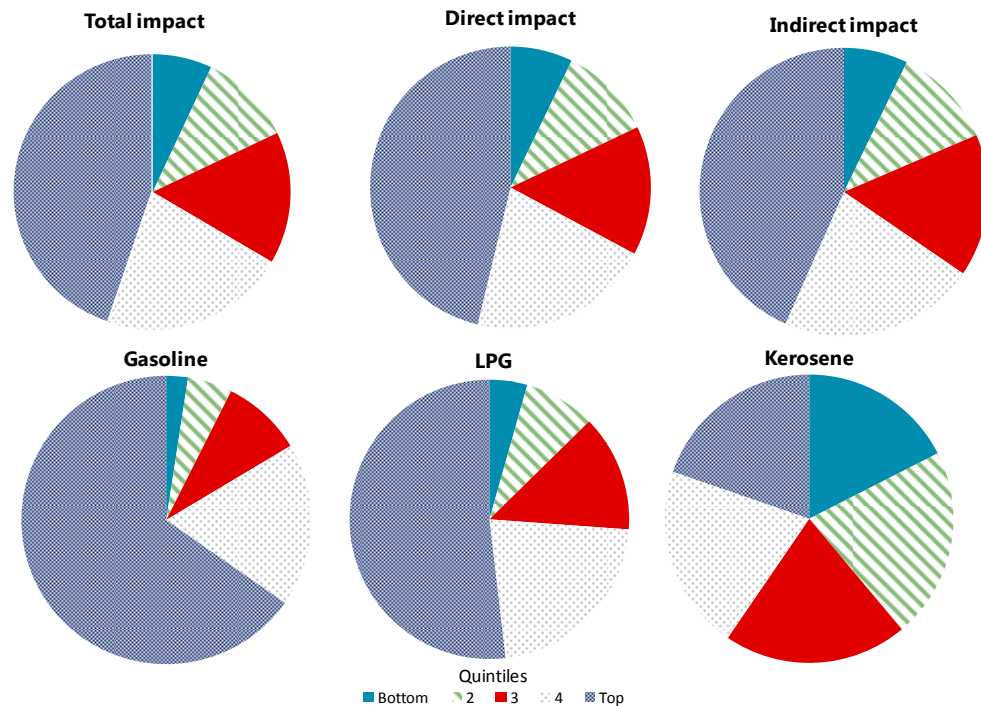 Total impact
Direct impact
Indirect impact
Gasoline
LPG
Kerosene
Quintiles
Bottom 2 3 4 Top